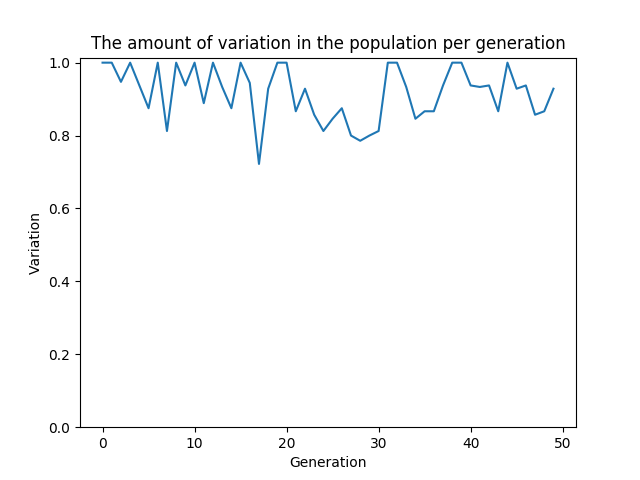 The amount of variation in the population per generation
1.0
0.8
0.6
0.4
0.2
0.0
Variation
0 10 20 30 40 50
Generation